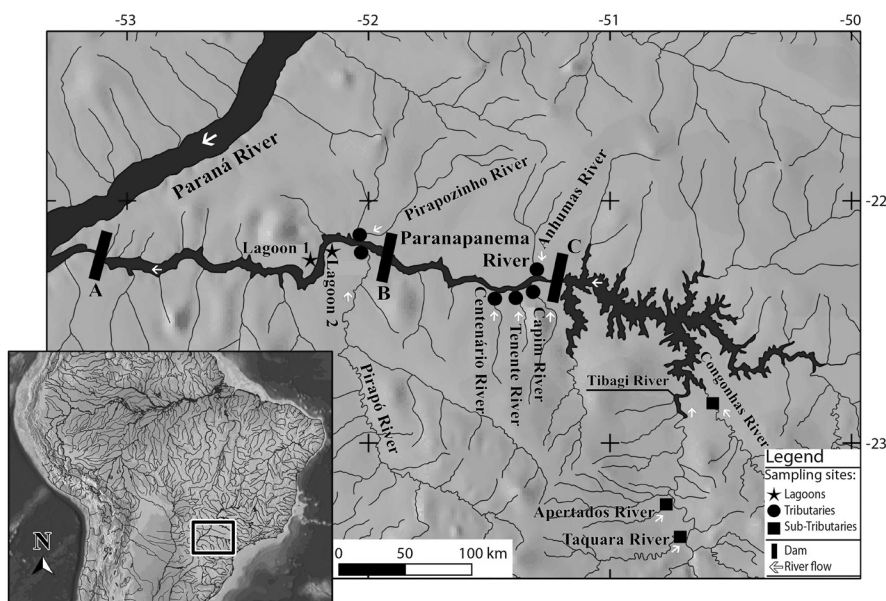 -53
-52
-51
-50
Paraná River
Pirapozinho River
Anhumas River
-22
Lagoon 1
Lagoon 2
Paranapanema
River
A
B
C
Centenário River
Tenente River
Capim River
Pirapó River
Tibagi River
Congonhas River
-23
Apertados River
Taquara River
N
0 50 100 km
Legend
Sampling sites:
Lagoons
Tributaries
Sub-Tributaries
Dam
River flow